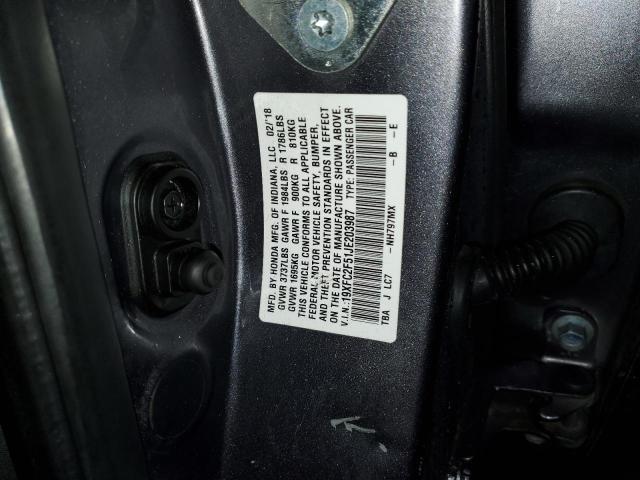 MFD. BY HONDA MFG. OF INDIANA, LLC 02/'18
GVWR 3737LBS GAWR F 1984LBS R 1786LBS
GVWR 1695KG GAWR F 900KG R 810KG
THIS VEHICLE CONFORMS TO ALL APPLICABLE
FEDERAL MOTOR VEHICLE SAFETY, BUMPER,
AND THEFT PREVENTION STANDARDS IN EFFECT
ON THE DATE OF MANUFACTURE SHOWN ABOVE.
V.I.N.:19XFC2F51JE203987 TYPE: PASSENGER CAR
TBA J LC7 - NH797MX - B - E